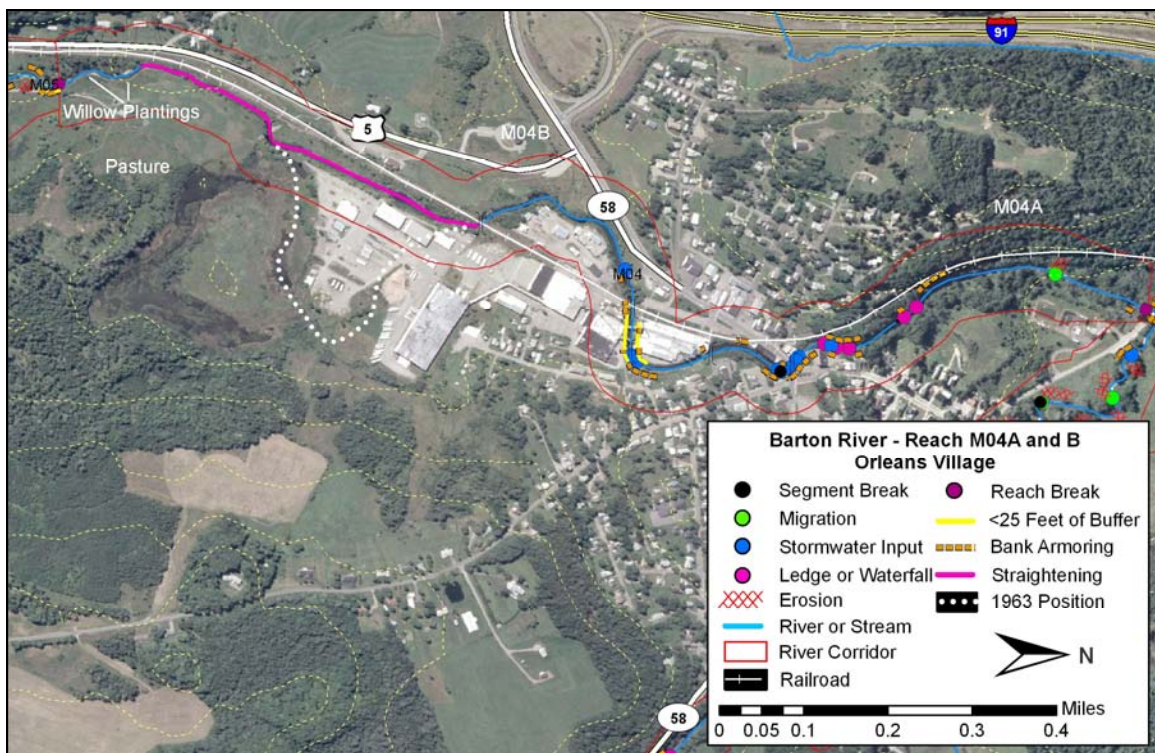 91
M05
Willow Plantings
5
M04B
Pasture
58
M04A
M04
Barton River - Reach M04A and B
Orleans Village
Segment Break
Reach Break
Migration
<25 Feet of Buffer
Stormwater Input
Bank Armoring
Ledge or Waterfall
Straightening
Erosion
1963 Position
River or Stream
River Corridor
N
Railroad
Miles
0 0.05 0.1 0.2 0.3 0.4
58